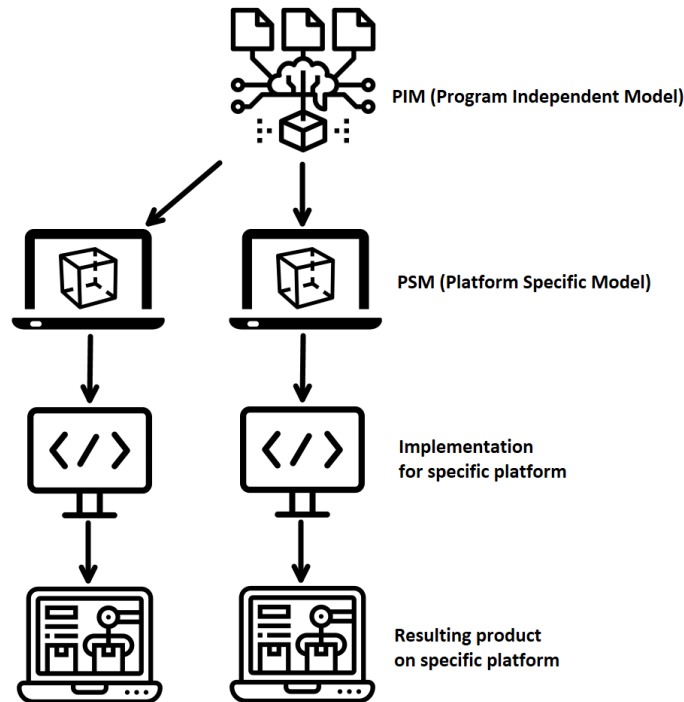 PIM (Program Independent Model)
PSM (Platform Specific Model)
</>
</>
Implementation
for specific platform
Resulting product
on specific platform